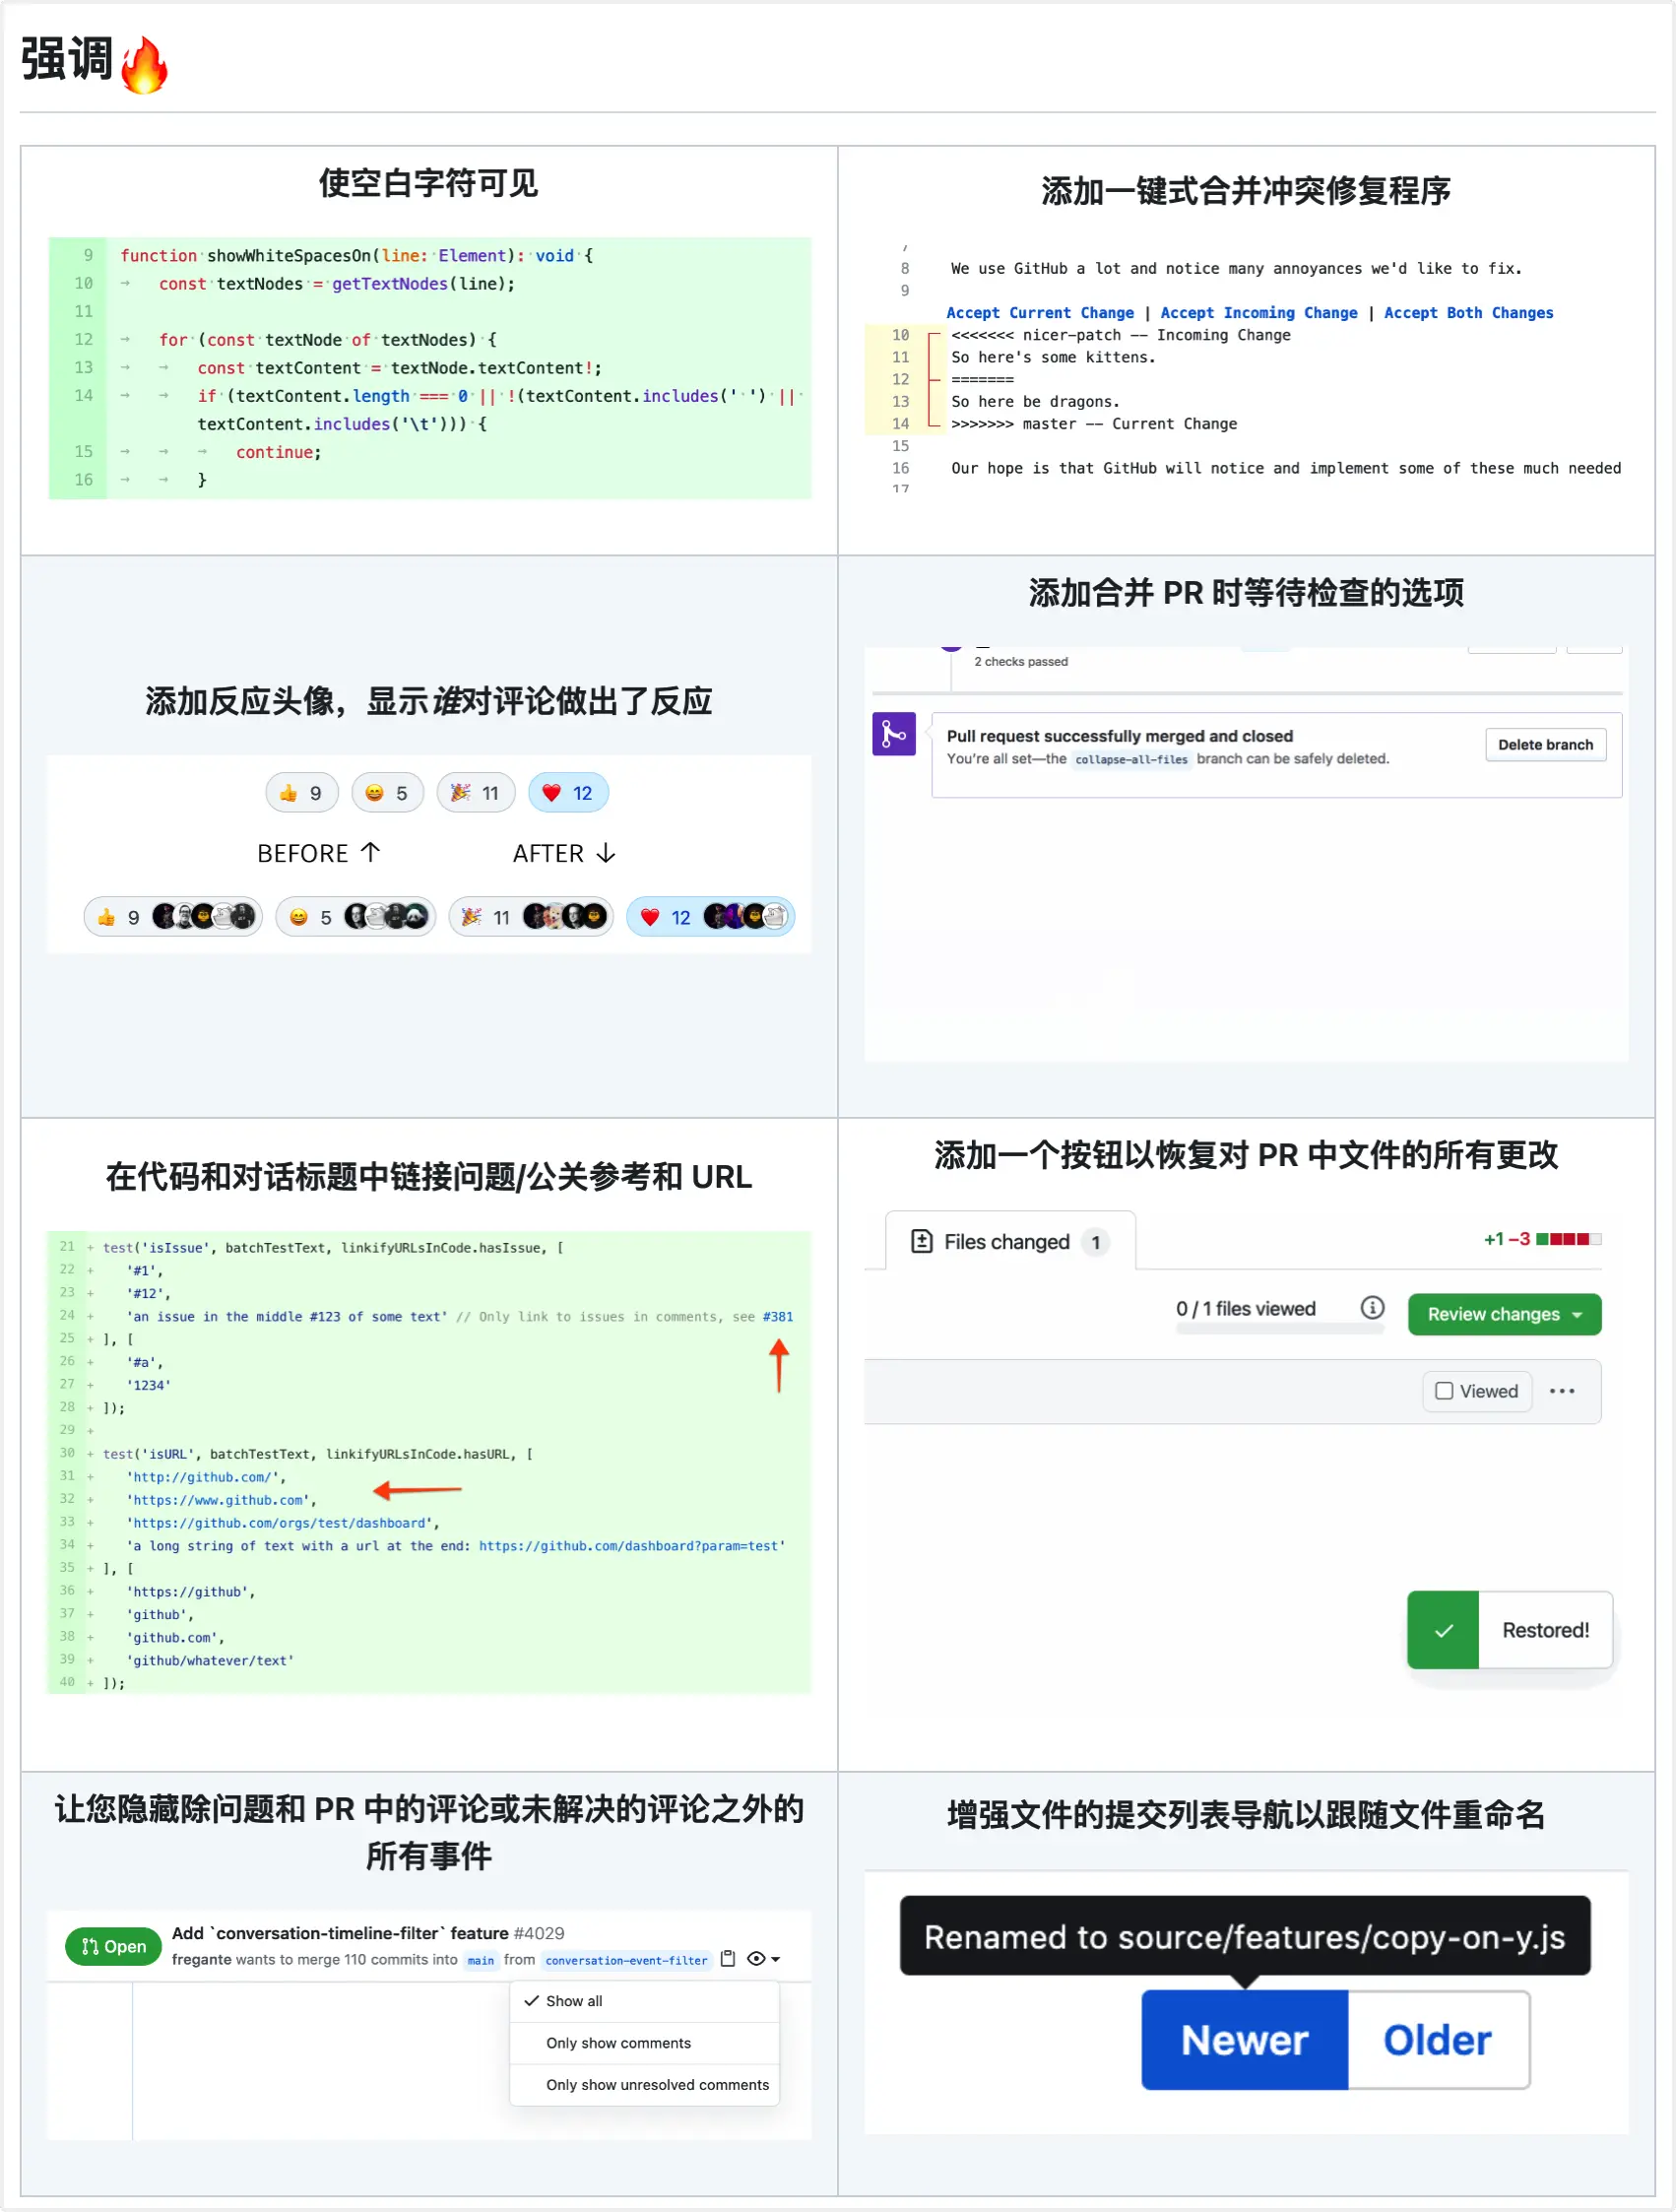 强调🔥
使空白字符可见
9 function·showWhiteSpacesOn(line:·Element):·void·{
10 → const·textNodes·=·getTextNodes(line);
11
12 → for·(const·textNode·of·textNodes)·{
13 → → const·textContent·=·textNode.textContent!;
14 → → if·(textContent.length·===·0·||·!(textContent.includes('·')·||·
textContent.includes('\t')))·{
15 → → → continue;
16 → → }
添加一键式合并冲突修复程序
8 We use GitHub a lot and notice many annoyances we'd like to fix.
9
Accept Current Change | Accept Incoming Change | Accept Both Changes
10 <<<<<<< nicer-patch -- Incoming Change
11 So here's some kittens.
12 =======
13 So here be dragons.
14 >>>>>>> master -- Current Change
15
16 Our hope is that GitHub will notice and implement some of these much needed
17
添加反应头像，显示谁对评论做出了反应
👍 9 😄 5 🎉 11 ❤️ 12
BEFORE ↑ AFTER ↓
👍 9 😄 5 🎉 11 ❤️ 12
添加合并 PR 时等待检查的选项
2 checks passed
Pull request successfully merged and closed
You're all set—the collapse-all-files branch can be safely deleted.
Delete branch
在代码和对话标题中链接问题/公关参考和 URL
21 + test('isIssue', batchTestText, linkifyURLsInCode.hasIssue, [
22 + '#1',
23 + '#12',
24 + 'an issue in the middle #123 of some text' // Only link to issues in comments, see #381
25 + ], [
26 + '#a',
27 + '1234'
28 + ]);
29 +
30 + test('isURL', batchTestText, linkifyURLsInCode.hasURL, [
31 + 'http://github.com/',
32 + 'https://www.github.com',
33 + 'https://github.com/orgs/test/dashboard',
34 + 'a long string of text with a url at the end: https://github.com/dashboard?param=test'
35 + ], [
36 + 'https://github',
37 + 'github',
38 + 'github.com',
39 + 'github/whatever/text'
40 + ]);
添加一个按钮以恢复对 PR 中文件的所有更改
Files changed 1
+1 −3
0 / 1 files viewed
Review changes
Viewed ···
✓ Restored!
让您隐藏除问题和 PR 中的评论或未解决的评论之外的
所有事件
Open
Add `conversation-timeline-filter` feature #4029
fregante wants to merge 110 commits into main from conversation-event-filter
✓ Show all
Only show comments
Only show unresolved comments
增强文件的提交列表导航以跟随文件重命名
Renamed to source/features/copy-on-y.js
Newer Older